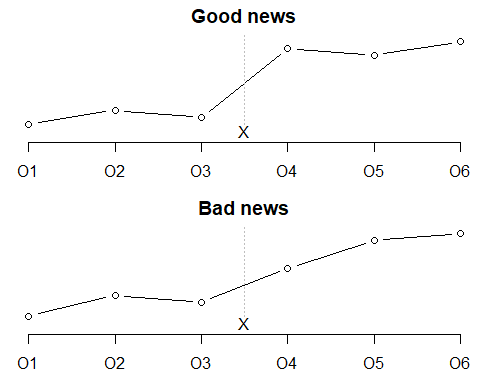 Good news
X
O1 O2 O3 O4 O5 O6
Bad news
X
O1 O2 O3 O4 O5 O6